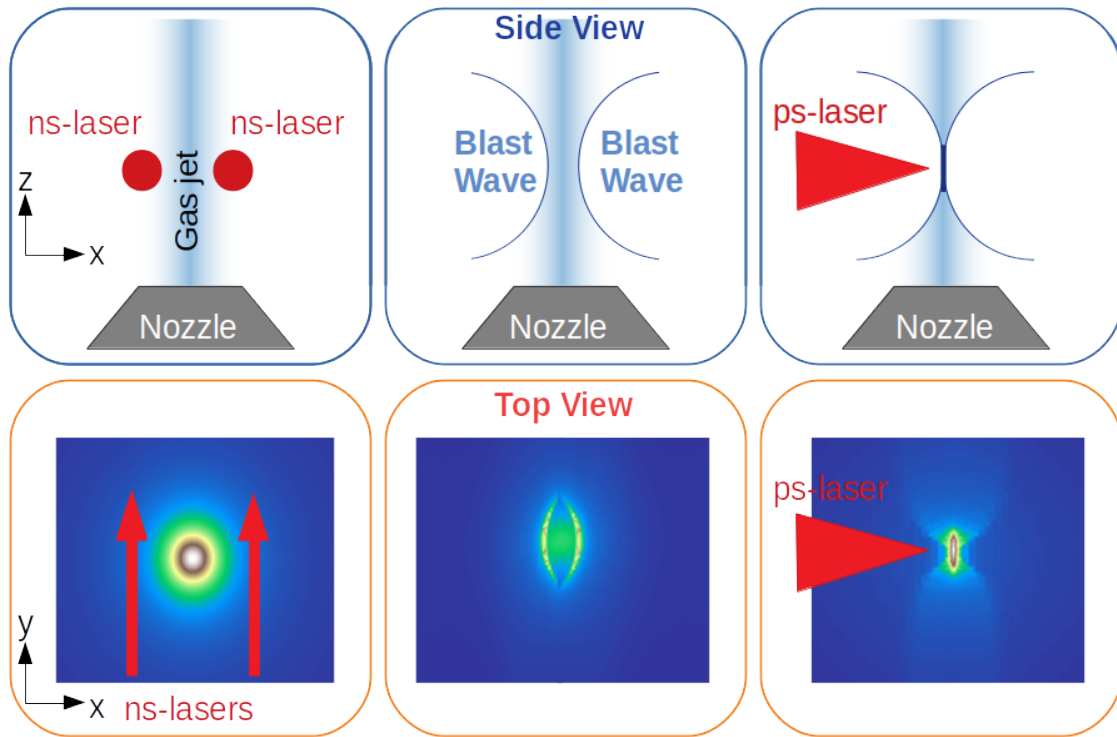 Side View
ns-laser
ns-laser
Gas jet
z
x
Nozzle
Blast
Wave
Blast
Wave
Nozzle
ps-laser
Nozzle
Top View
y
x
ns-lasers
ps-laser